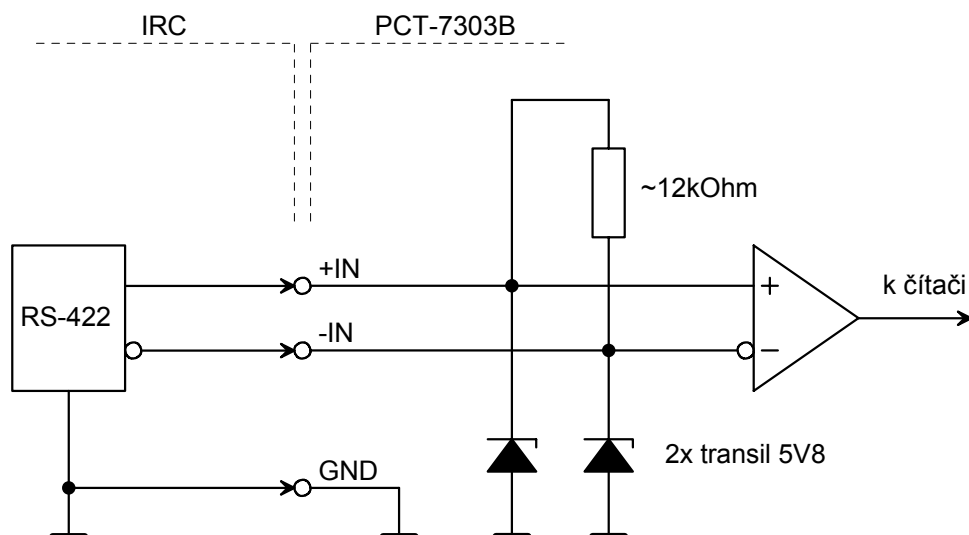 IRC
PCT-7303B
~12kOhm
+IN
k čítači
+
RS-422
-IN
−
2x transil 5V8
GND